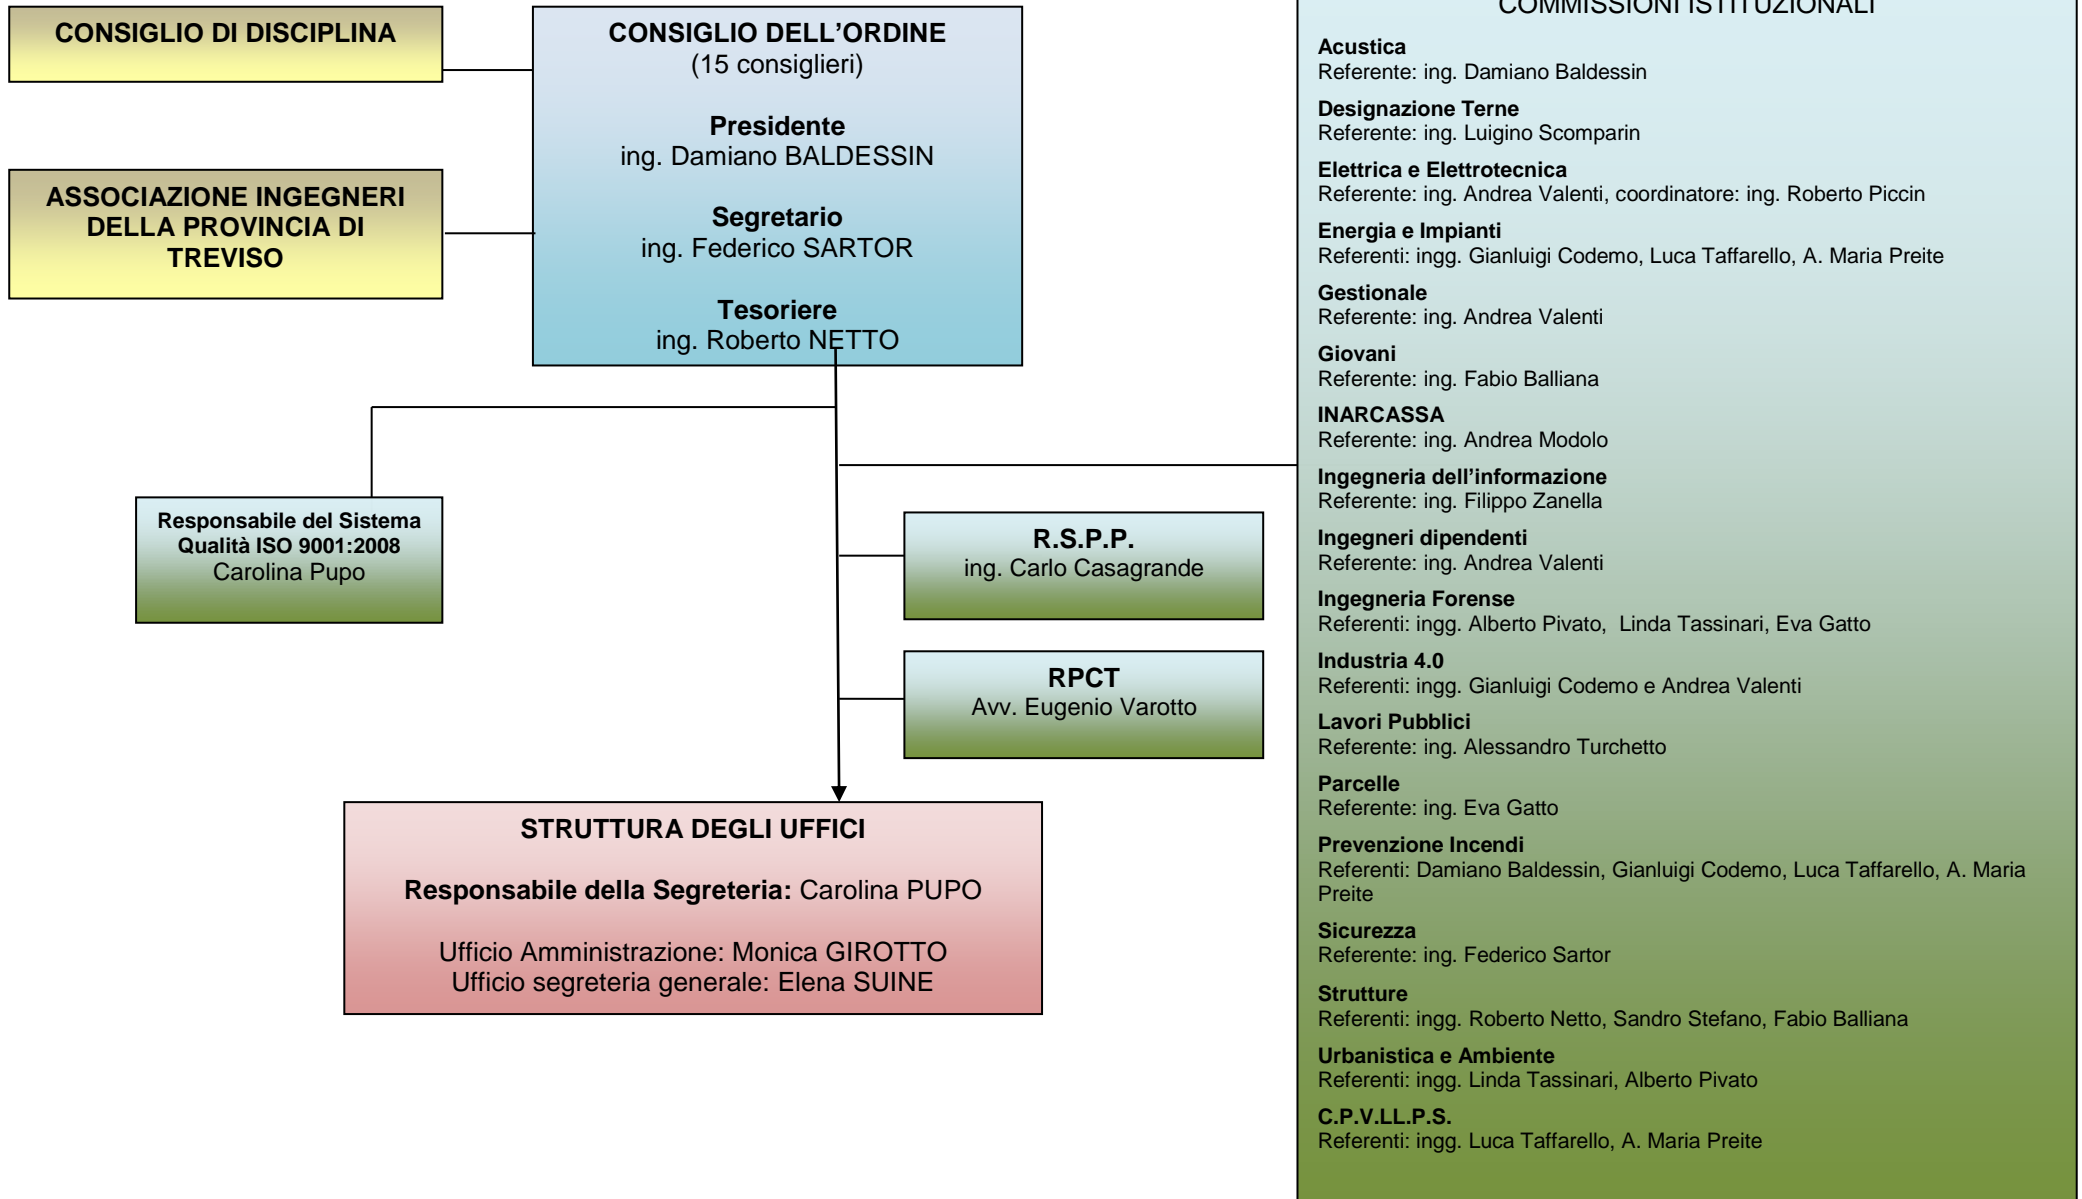 CONSIGLIO DI DISCIPLINA
ASSOCIAZIONE INGEGNERI
DELLA PROVINCIA DI
TREVISO
CONSIGLIO DELL’ORDINE
(15 consiglieri)
Presidente
ing. Damiano BALDESSIN
Segretario
ing. Federico SARTOR
Tesoriere
ing. Roberto NETTO
Responsabile del Sistema
Qualità ISO 9001:2008
Carolina Pupo
R.S.P.P.
ing. Carlo Casagrande
RPCT
Avv. Eugenio Varotto
STRUTTURA DEGLI UFFICI
Responsabile della Segreteria: Carolina PUPO
Ufficio Amministrazione: Monica GIROTTO
Ufficio segreteria generale: Elena SUINE
COMMISSIONI ISTITUZIONALI
Acustica
Referente: ing. Damiano Baldessin
Designazione Terne
Referente: ing. Luigino Scomparin
Elettrica e Elettrotecnica
Referente: ing. Andrea Valenti, coordinatore: ing. Roberto Piccin
Energia e Impianti
Referenti: ingg. Gianluigi Codemo, Luca Taffarello, A. Maria Preite
Gestionale
Referente: ing. Andrea Valenti
Giovani
Referente: ing. Fabio Balliana
INARCASSA
Referente: ing. Andrea Modolo
Ingegneria dell’informazione
Referente: ing. Filippo Zanella
Ingegneri dipendenti
Referente: ing. Andrea Valenti
Ingegneria Forense
Referenti: ingg. Alberto Pivato, Linda Tassinari, Eva Gatto
Industria 4.0
Referenti: ingg. Gianluigi Codemo e Andrea Valenti
Lavori Pubblici
Referente: ing. Alessandro Turchetto
Parcelle
Referente: ing. Eva Gatto
Prevenzione Incendi
Referenti: Damiano Baldessin, Gianluigi Codemo, Luca Taffarello, A. Maria
Preite
Sicurezza
Referente: ing. Federico Sartor
Strutture
Referenti: ingg. Roberto Netto, Sandro Stefano, Fabio Balliana
Urbanistica e Ambiente
Referenti: ingg. Linda Tassinari, Alberto Pivato
C.P.V.LL.P.S.
Referenti: ingg. Luca Taffarello, A. Maria Preite